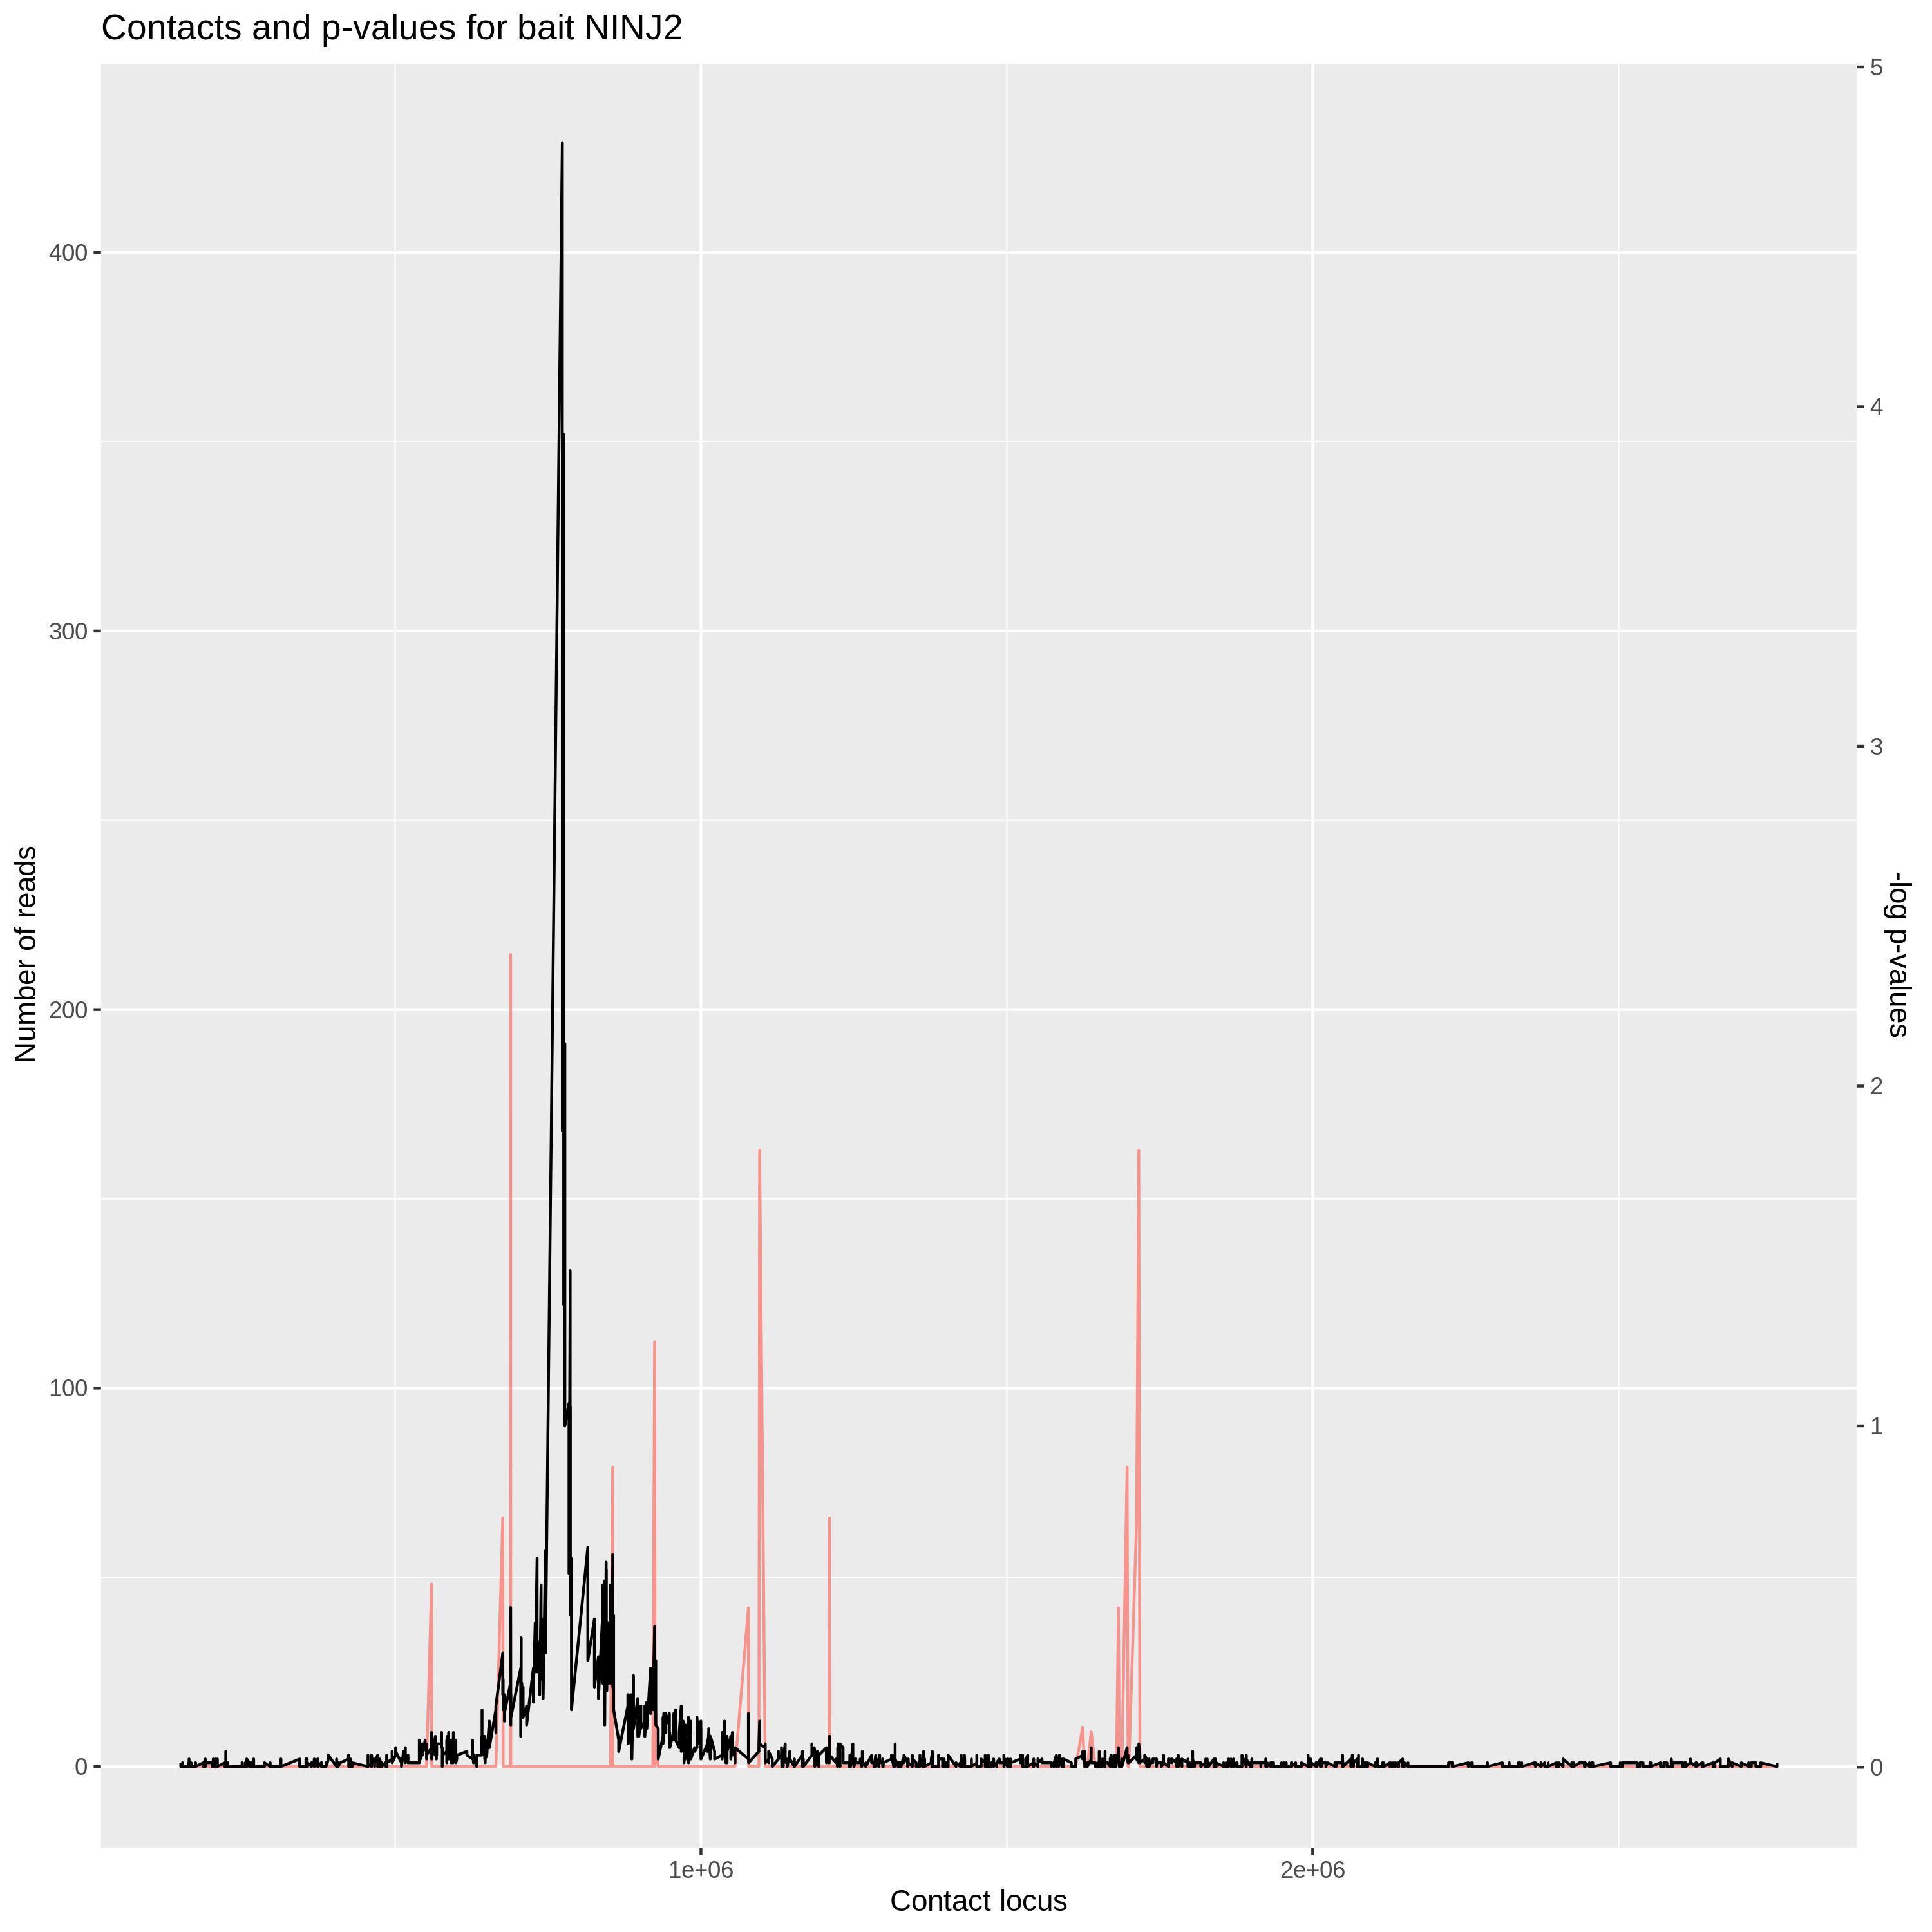 Contacts and p-values for bait NINJ2
5
400
4
300
3
Number of reads
-log p-values
200
2
100
1
0
0
1e+06
2e+06
Contact locus